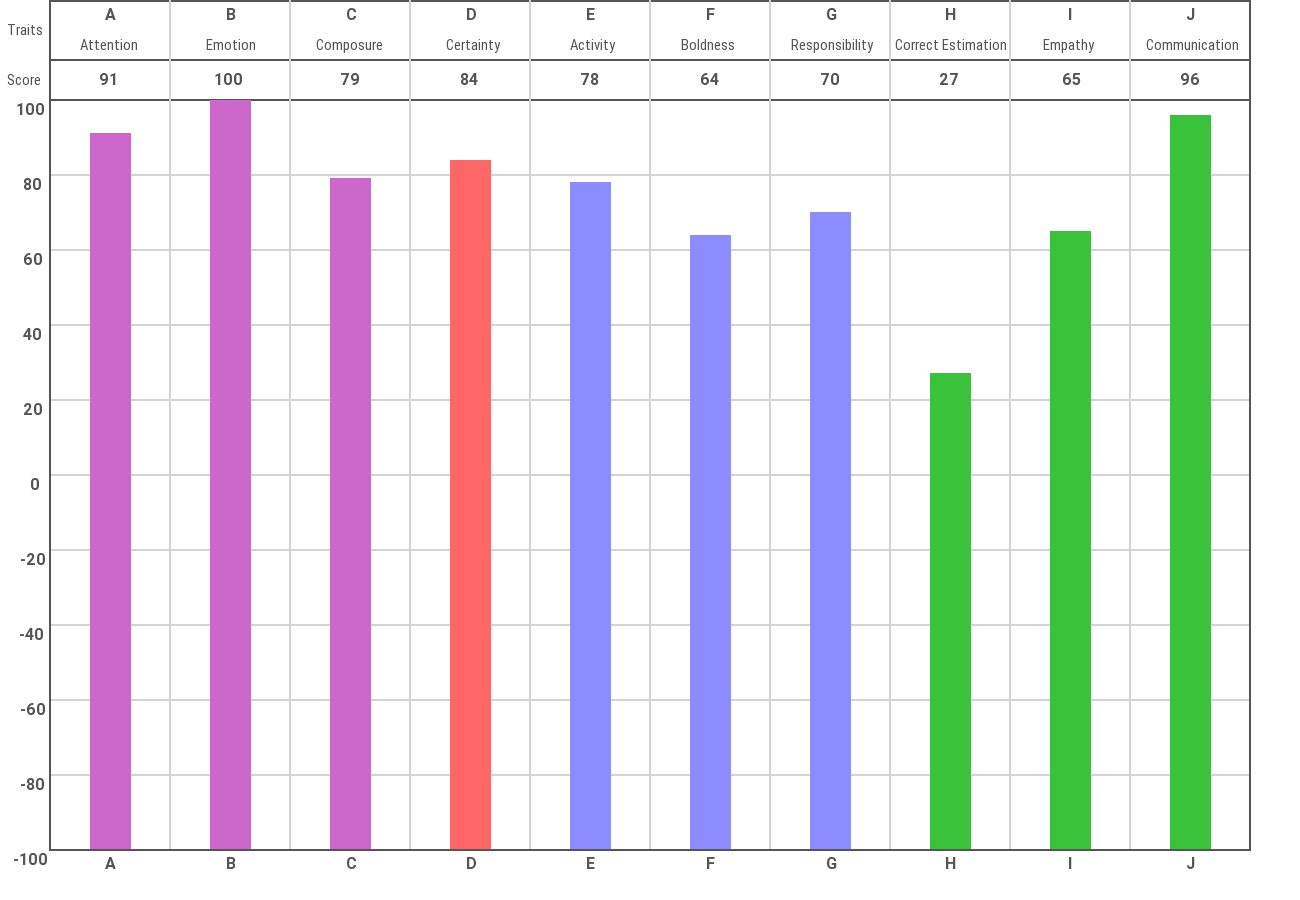 A B C D E F G H I J
Traits
Attention Emotion Composure Certainty Activity Boldness Responsibility Correct Estimation Empathy Communication
Score 91 100 79 84 78 64 70 27 65 96
100
80
60
40
20
0
-20
-40
-60
-80
-100
A B C D E F G H I J